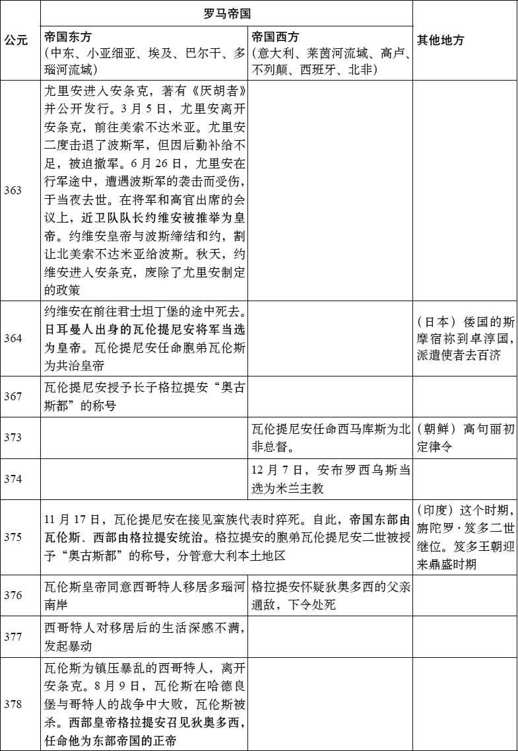 公元
罗马帝国
其他地方
帝国东方
（中东、小亚细亚、埃及、巴尔干、多
瑙河流域）
帝国西方
（意大利、莱茵河流域、高卢、
不列颠、西班牙、北非）
363
尤里安进入安条克，著有《厌胡者》
并公开发行。3 月 5 日，尤里安离开
安条克，前往美索不达米亚。尤里安
二度击退了波斯军，但因后勤补给不
足，被迫撤军。6 月 26 日，尤里安在
行军途中，遭遇波斯军的袭击而受伤，
于当夜去世。在将军和高官出席的会
议上，近卫队队长约维安被推举为皇
帝。约维安皇帝与波斯缔结和约，割
让北美索不达米亚给波斯。秋天，约
维安进入安条克，废除了尤里安制定
的政策
364
约维安在前往君士坦丁堡的途中死去。
日耳曼人出身的瓦伦提尼安将军当选
为皇帝。瓦伦提尼安任命胞弟瓦伦斯
为共治皇帝
（日本）倭国的斯
摩宿祢到卓淳国，
派遣使者去百济
367
瓦伦提尼安授予长子格拉提安“奥古
斯都”的称号
373
瓦伦提尼安任命西马库斯为北
非总督。
（朝鲜）高句丽初
定律令
374
12 月 7 日，安布罗西乌斯当
选为米兰主教
375
11 月 17 日，瓦伦提尼安在接见蛮族代表时猝死。自此，帝国东部由
瓦伦斯、西部由格拉提安统治。格拉提安的胞弟瓦伦提尼安二世被授
予“奥古斯都”的称号，分管意大利本土地区
（印度）这个时期，
旃陀罗·笈多二世
继位。笈多王朝迎
来鼎盛时期
376
瓦伦斯皇帝同意西哥特人移居多瑙河
南岸
格拉提安怀疑狄奥多西的父亲
通敌，下令处死
377
西哥特人对移居后的生活深感不满，
发起暴动
378
瓦伦斯为镇压暴乱的西哥特人，离开
安条克。8 月 9 日，瓦伦斯在哈德良
堡与哥特人的战争中大败，瓦伦斯
被杀。西部皇帝格拉提安召见狄奥多西，
任命他为东部帝国的正帝